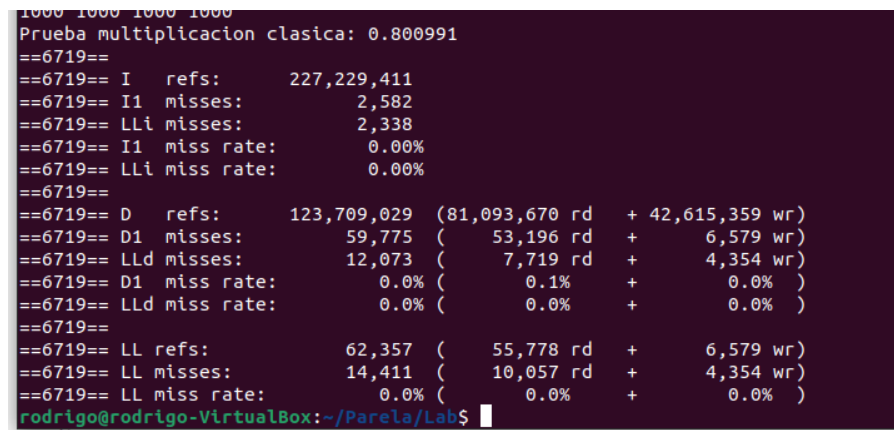 1000 1000 1000 1000
Prueba multiplicacion clasica: 0.800991
==6719==
==6719== I   refs:      227,229,411
==6719== I1  misses:          2,582
==6719== LLi misses:          2,338
==6719== I1  miss rate:        0.00%
==6719== LLi miss rate:        0.00%
==6719==
==6719== D   refs:      123,709,029  (81,093,670 rd   + 42,615,359 wr)
==6719== D1  misses:         59,775  (    53,196 rd   +      6,579 wr)
==6719== LLd misses:         12,073  (     7,719 rd   +      4,354 wr)
==6719== D1  miss rate:         0.0% (       0.1%     +        0.0%  )
==6719== LLd miss rate:         0.0% (       0.0%     +        0.0%  )
==6719==
==6719== LL refs:            62,357  (    55,778 rd   +      6,579 wr)
==6719== LL misses:          14,411  (    10,057 rd   +      4,354 wr)
==6719== LL miss rate:          0.0% (       0.0%     +        0.0%  )
rodrigo@rodrigo-VirtualBox:~/Parela/Lab$